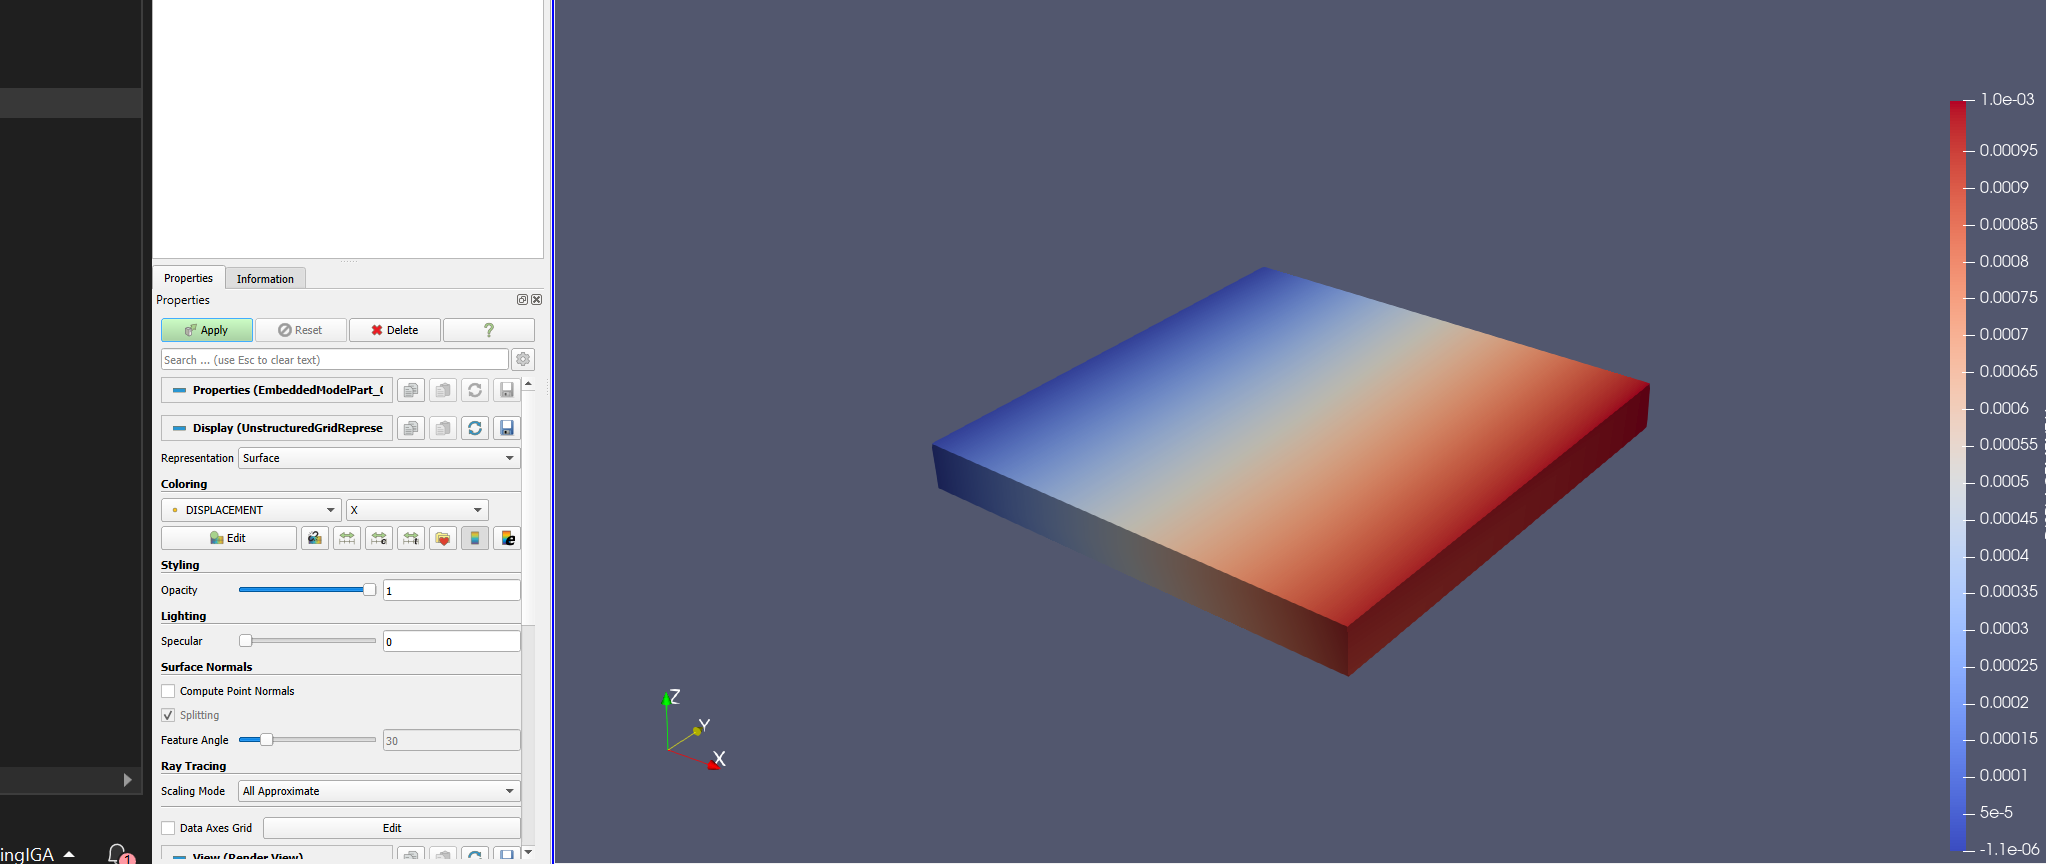 Properties
Information
Properties
Apply
Reset
Delete
?
Search ... (use Esc to clear text)
Properties (EmbeddedModelPart_(
Display (UnstructuredGridReprese
Representation
Surface
Coloring
DISPLACEMENT
X
Edit
Styling
Opacity
1
Lighting
Specular
0
Surface Normals
Compute Point Normals
Splitting
Feature Angle
30
Ray Tracing
Scaling Mode
All Approximate
Data Axes Grid
Edit
View (Render View)
ingIGA
1
Z
Y
X
1.0e-03
0.00095
0.0009
0.00085
0.0008
0.00075
0.0007
0.00065
0.0006
0.00055
0.0005
0.00045
0.0004
0.00035
0.0003
0.00025
0.0002
0.00015
0.0001
5e-5
-1.1e-06